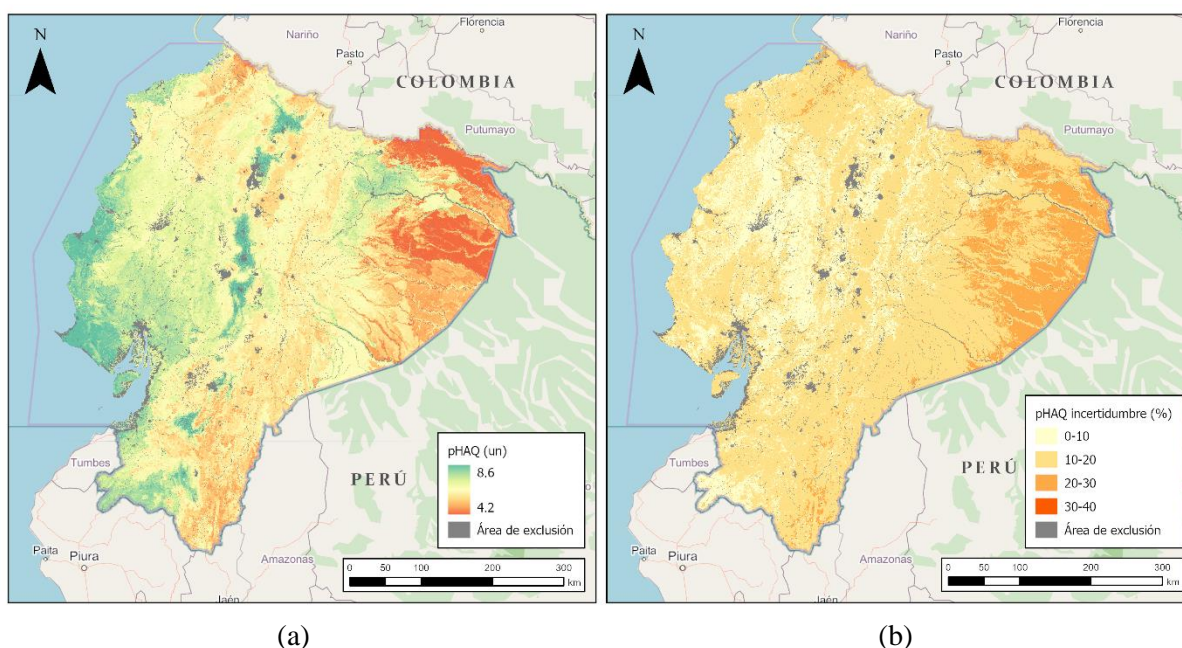 N
Florencia
Nariño
Pasto
COLOMBIA
Putumayo
Tumbes
PERÚ
Paita
Piura
Amazonas
Jaén
pHAQ (un)
8.6
4.2
Área de exclusión
0 50 100 200 300
km
(a)
N
Florencia
Nariño
Pasto
COLOMBIA
Putumayo
Tumbes
PERÚ
Paita
Piura
Amazonas
Jaén
pHAQ incertidumbre (%)
0-10
10-20
20-30
30-40
Área de exclusión
0 50 100 200 300
km
(b)